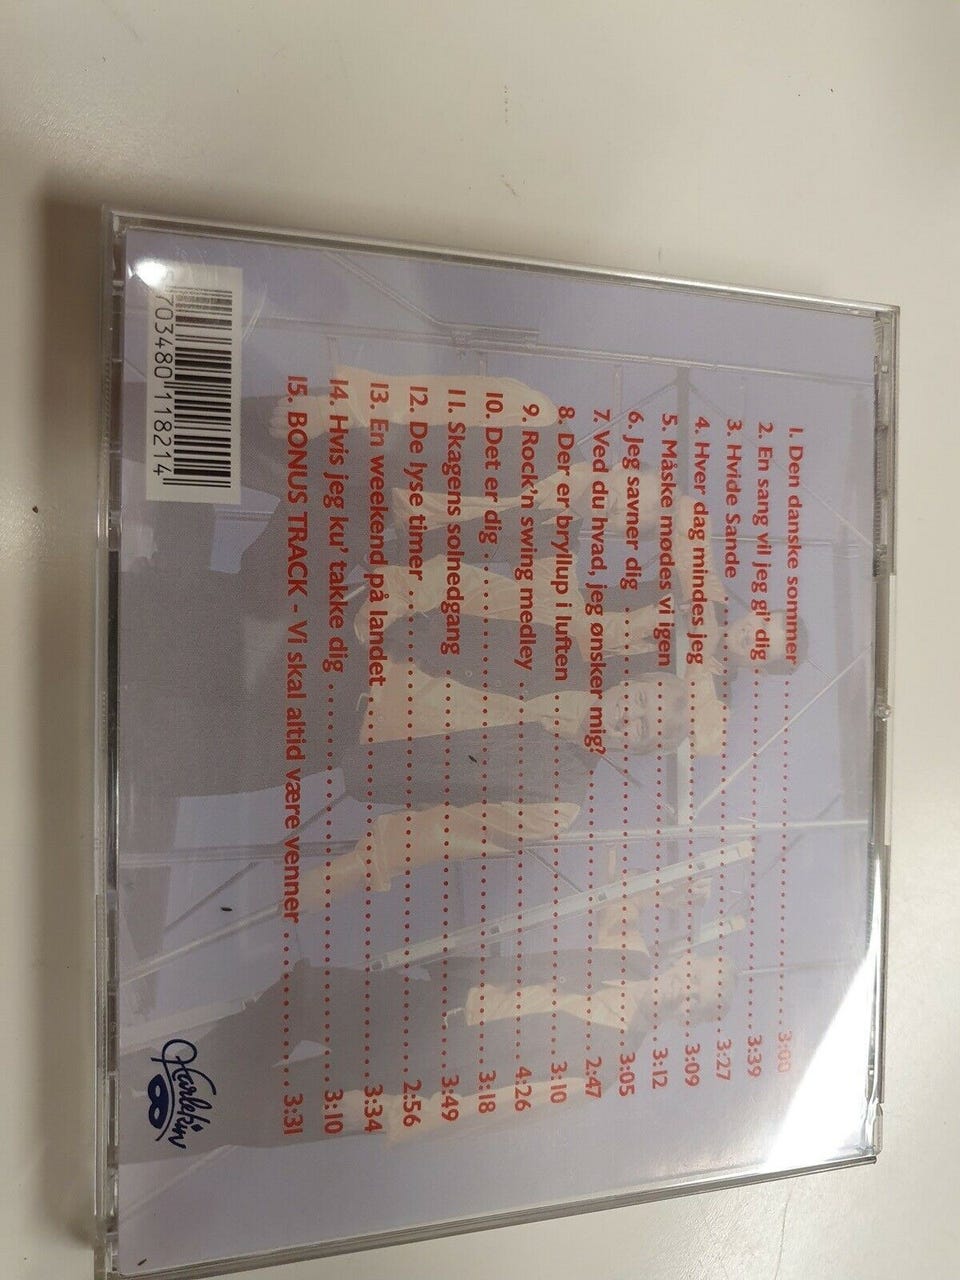 1. Den danske sommer ........ 3:00
2. En sang vil jeg gi' dig ........ 3:39
3. Hvide Sande ........ 3:27
4. Hver dag mindes jeg ........ 3:09
5. Måske mødes vi igen ........ 3:12
6. Jeg savner dig ........ 3:05
7. Ved du hvad, jeg ønsker mig? ........ 2:47
8. Der er bryllup i luften ........ 3:10
9. Rock'n swing medley ........ 4:26
10. Det er dig ........ 3:18
11. Skagens solnedgang ........ 3:49
12. De lyse timer ........ 2:56
13. En weekend på landet ........ 3:34
14. Hvis jeg ku' takke dig ........ 3:10
15. BONUS TRACK - Vi skal altid være venner ........ 3:31
5 703480 118214
Harlekin